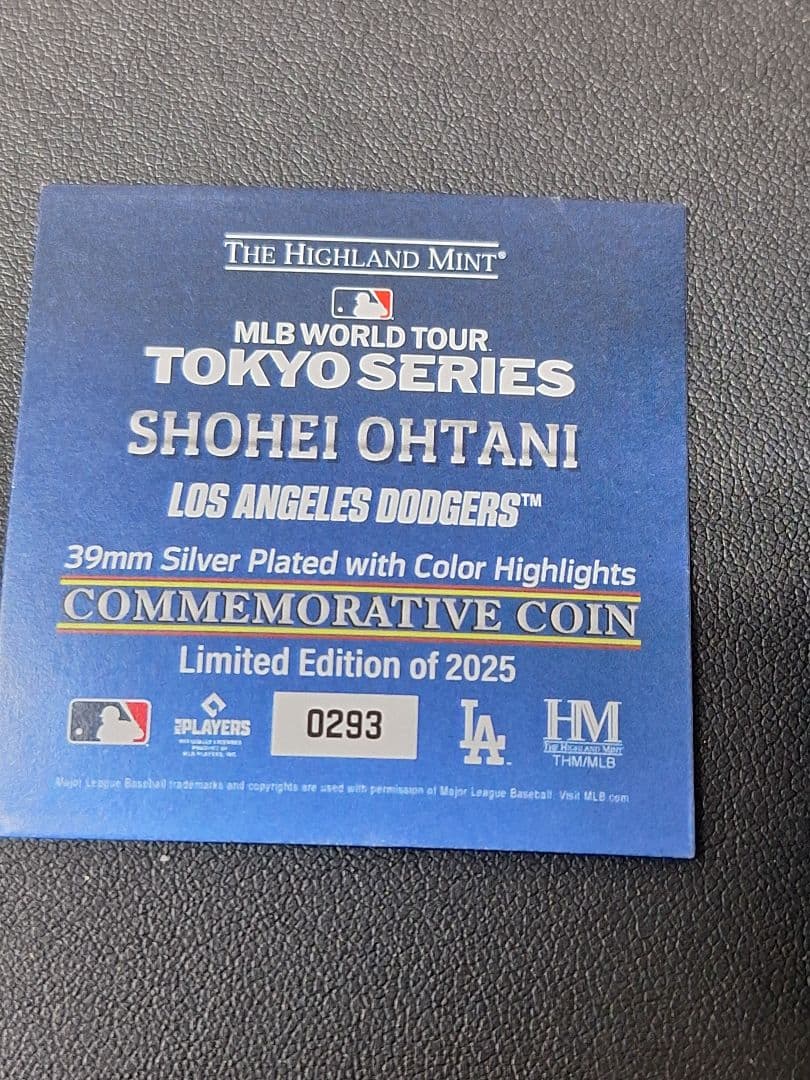 THE HIGHLAND MINT®
MLB WORLD TOUR
TOKYO SERIES
SHOHEI OHTANI
LOS ANGELES DODGERS™
39mm Silver Plated with Color Highlights
COMMEMORATIVE COIN
Limited Edition of 2025
PLAYERS
0293
LA
HM
THE HIGHLAND MINT
THM/MLB
Major League Baseball trademarks and copyrights are used with permission of Major League Baseball. Visit MLB.com